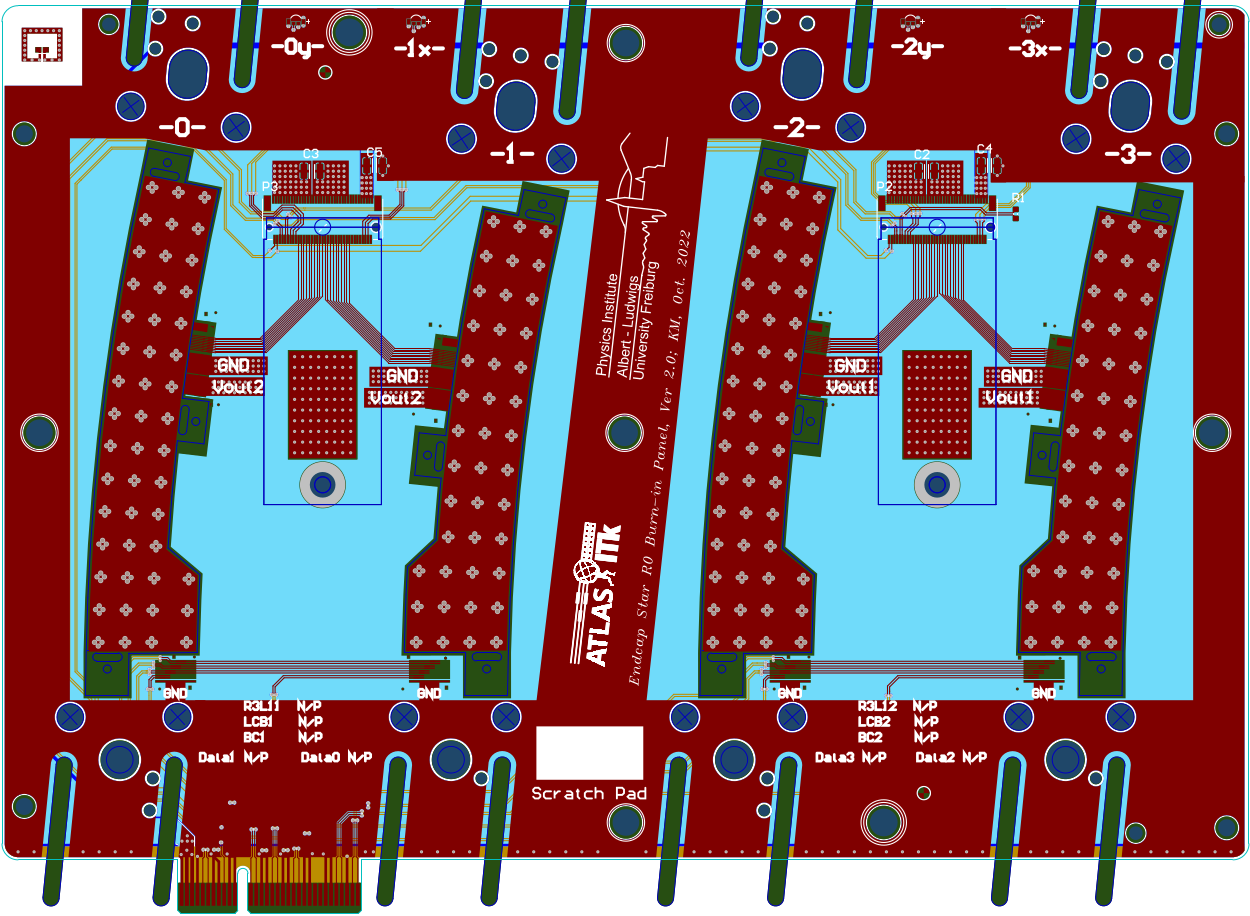 -0y-
-1x-
-2y-
-3x-
-0-
-1-
-2-
-3-
C3
C5
P3
C2
C4
P2
R1
Physics Institute
Albert - Ludwigs
University Freiburg
Endcap Star R0 Burn-in Panel, Ver 2.0; KM, Oct. 2022
GND
Vout2
GND
Vout2
GND
Vout1
GND
Vout1
ATLAS ITk
GND
GND
GND
GND
R3L11 N/P
LCB1 N/P
BC1 N/P
Data1 N/P Data0 N/P
R3L12 N/P
LCB2 N/P
BC2 N/P
Data3 N/P Data2 N/P
Scratch Pad